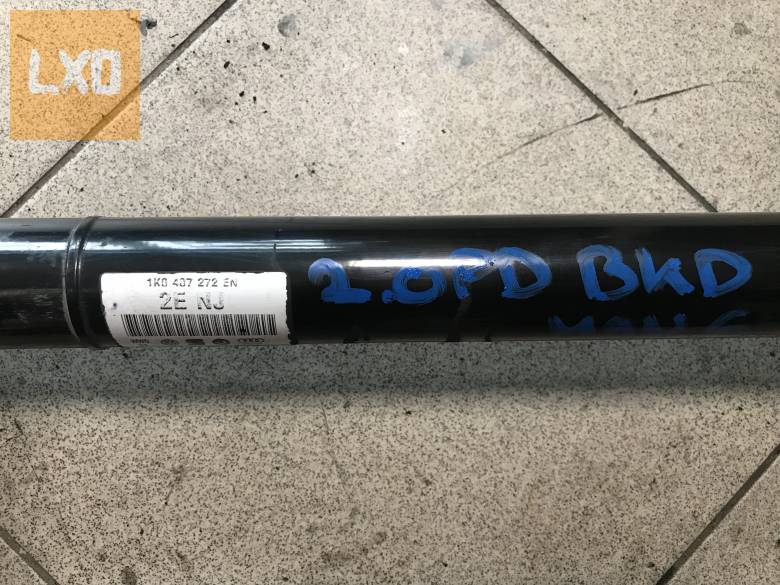 LXO
1K0 407 272 EN
2E NJ
2.0PD BKD